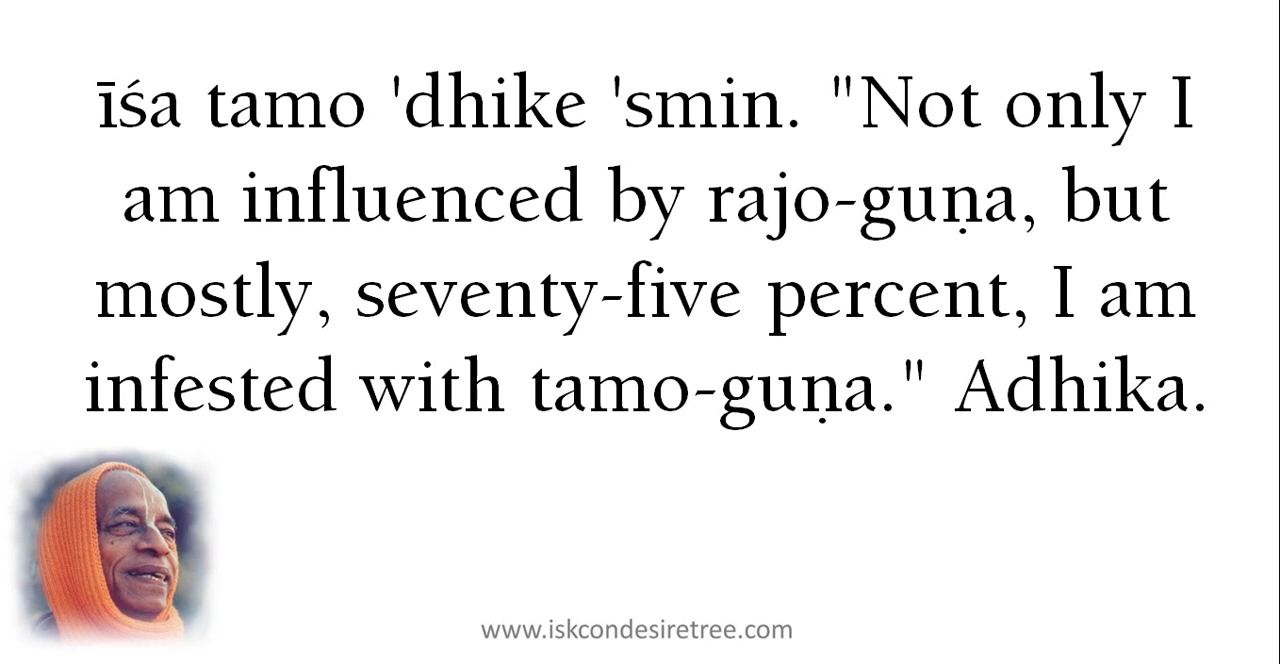 īśa tamo 'dhike 'smin. "Not only I
am influenced by rajo-guṇa, but
mostly, seventy-five percent, I am
infested with tamo-guṇa." Adhika.
www.iskcondesiretree.com